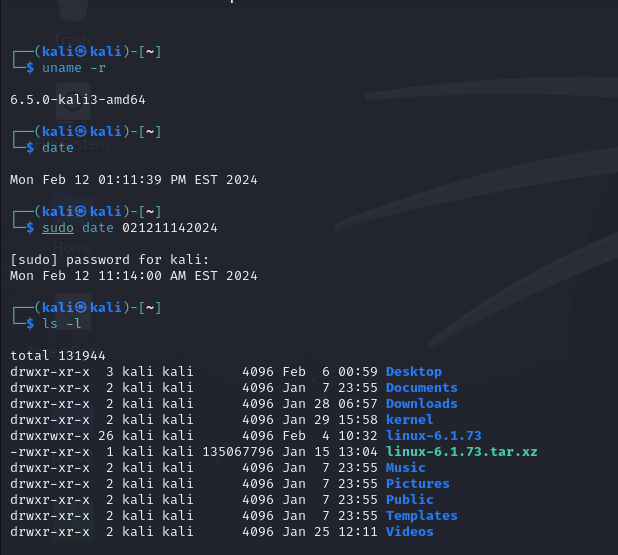 Trash
┌──(kali㉿kali)-[~]
└─$ uname -r
6.5.0-kali3-amd64
┌──(kali㉿kali)-[~]
└─$ date
Mon Feb 12 01:11:39 PM EST 2024
┌──(kali㉿kali)-[~]
└─$ sudo date 021211142024
Home
[sudo] password for kali:
Mon Feb 12 11:14:00 AM EST 2024
┌──(kali㉿kali)-[~]
└─$ ls -l
total 131944
drwxr-xr-x  3 kali kali      4096 Feb  6 00:59 Desktop
drwxr-xr-x  2 kali kali      4096 Jan  7 23:55 Documents
drwxr-xr-x  2 kali kali      4096 Jan 28 06:57 Downloads
drwxr-xr-x  2 kali kali      4096 Jan 29 15:58 kernel
drwxrwxr-x 26 kali kali      4096 Feb  4 10:32 linux-6.1.73
-rwxr-xr-x  1 kali kali 135067796 Jan 15 13:04 linux-6.1.73.tar.xz
drwxr-xr-x  2 kali kali      4096 Jan  7 23:55 Music
drwxr-xr-x  2 kali kali      4096 Jan  7 23:55 Pictures
drwxr-xr-x  2 kali kali      4096 Jan  7 23:55 Public
drwxr-xr-x  2 kali kali      4096 Jan  7 23:55 Templates
drwxr-xr-x  2 kali kali      4096 Jan 25 12:11 Videos